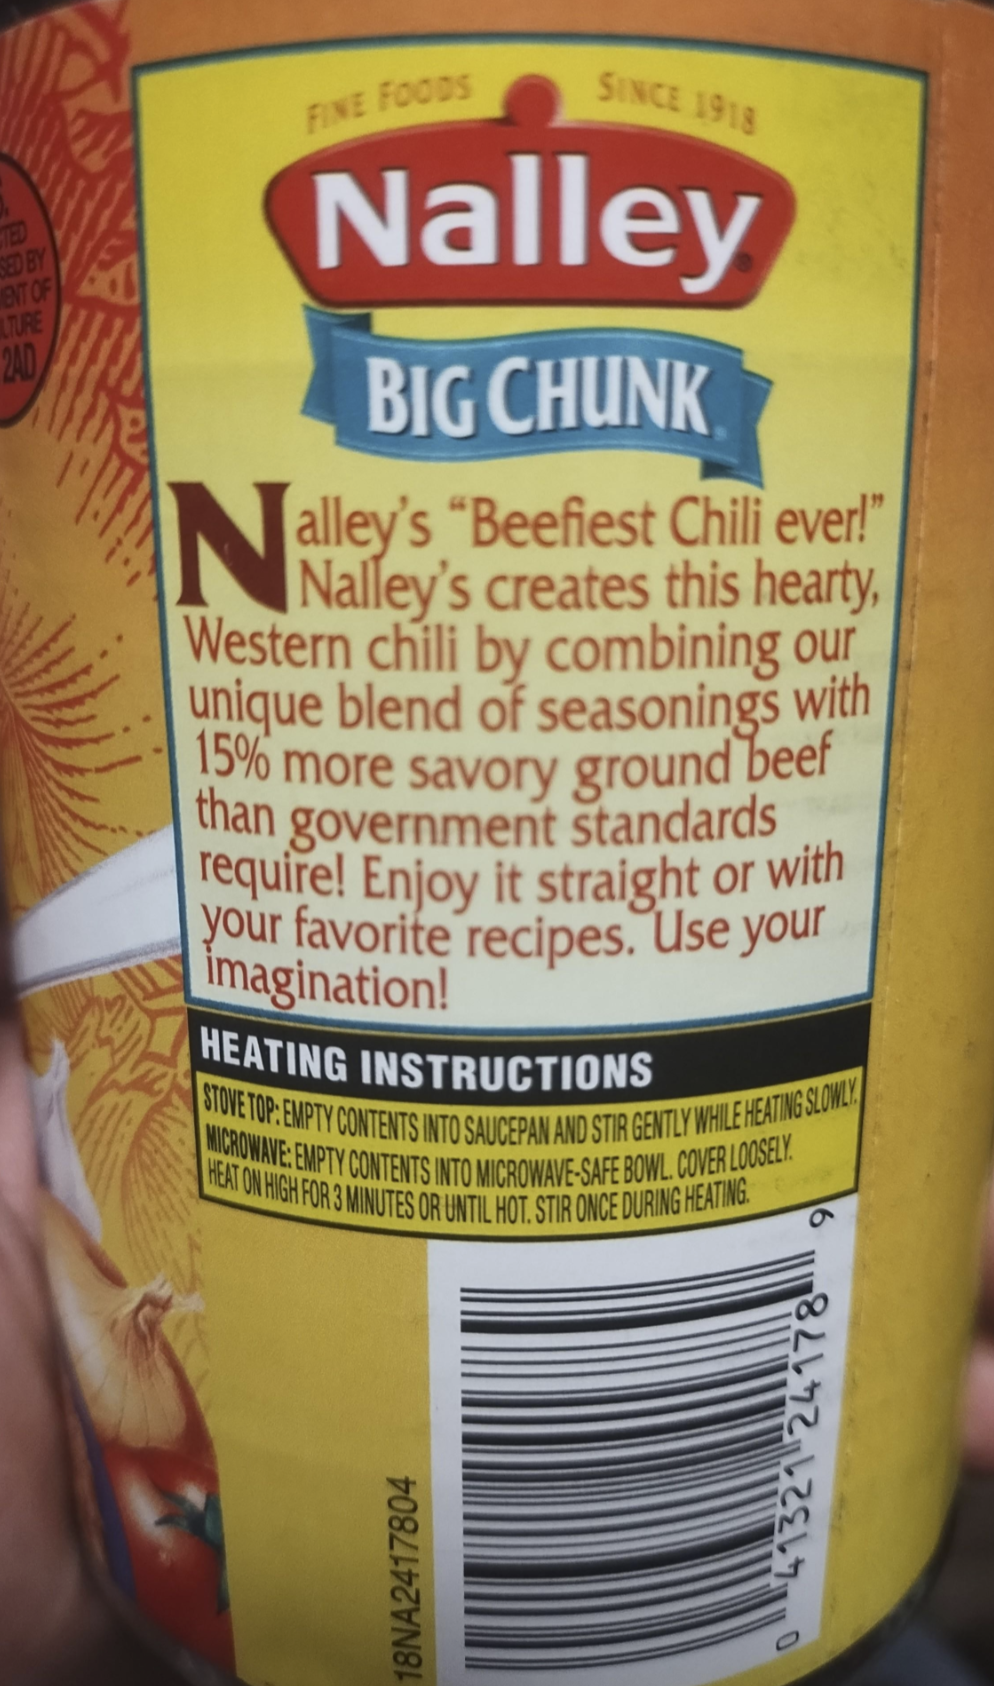 FINE FOODS SINCE 1918
Nalley®
BIG CHUNK
Nalley's "Beefiest Chili ever!"
Nalley's creates this hearty,
Western chili by combining our
unique blend of seasonings with
15% more savory ground beef
than government standards
require! Enjoy it straight or with
your favorite recipes. Use your
imagination!
HEATING INSTRUCTIONS
STOVE TOP: EMPTY CONTENTS INTO SAUCEPAN AND STIR GENTLY WHILE HEATING SLOWLY.
MICROWAVE: EMPTY CONTENTS INTO MICROWAVE-SAFE BOWL. COVER LOOSELY.
HEAT ON HIGH FOR 3 MINUTES OR UNTIL HOT. STIR ONCE DURING HEATING.
18NA2417804
0 41321 24178 9
BY
OF
2AD